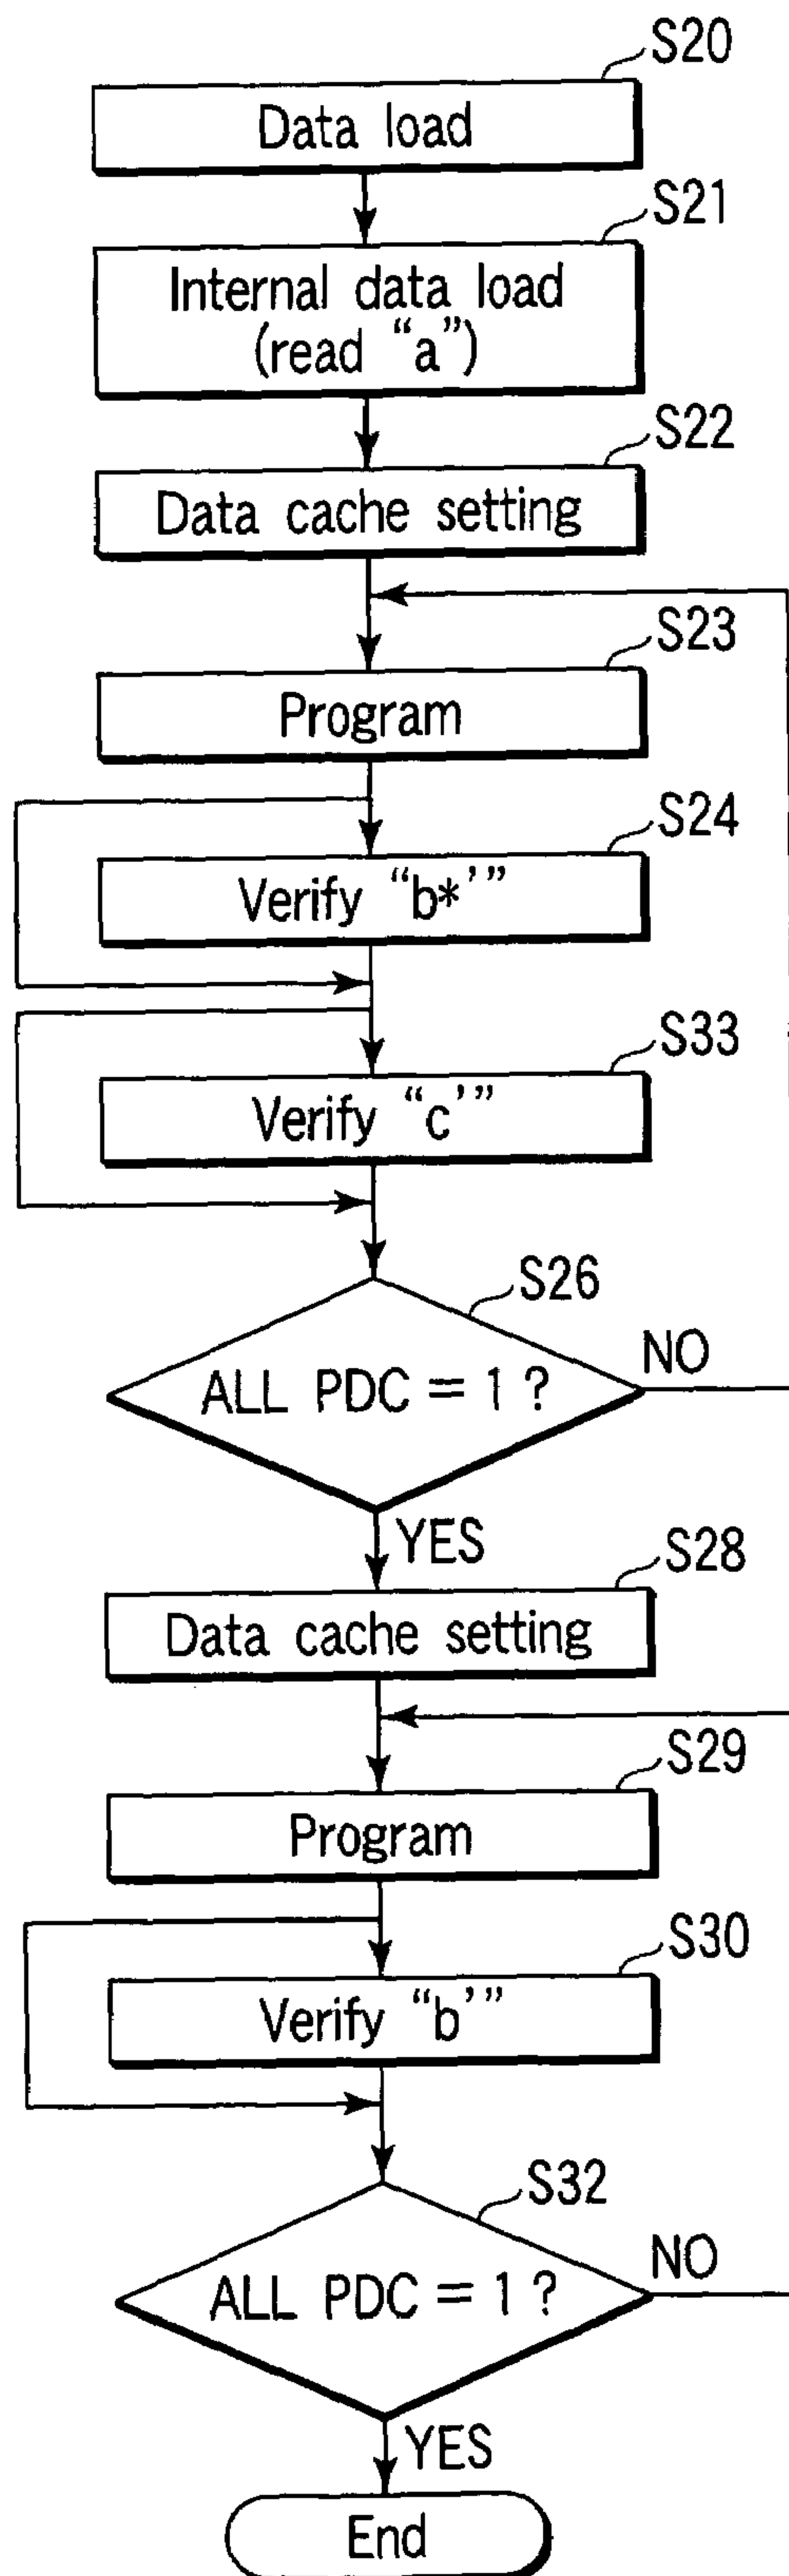 S20
Data load
S21
Internal data load
(read “a”)
S22
Data cache setting
S23
Program
S24
Verify “b*’”
S33
Verify “c’”
S26
ALL PDC = 1 ?
NO
YES
S28
Data cache setting
S29
Program
S30
Verify “b’”
S32
ALL PDC = 1 ?
NO
YES
End